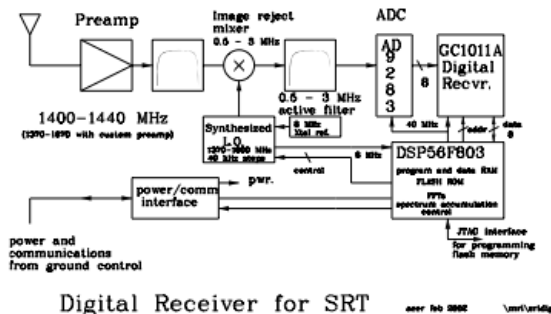 Preamp
Image reject
mixer
0.5 - 3 MHz
ADC
AD
9
2
8
3
8
GC1011A
Digital
Recvr.
0.5 - 3 MHz
active filter
1400-1440 MHz
(1370-1870 with custom preamp)
Synthesized
L.O.
1370-1800 MHz
40 kHz steps
8 MHz
Xtal ref.
40 MHz
addr
data
8
control
8 MHz
DSP56F803
program and data RAM
FLASH ROM
FFTs
spectrum accumulation
control
power/comm
interface
pwr.
power and
communications
from ground control
JTAG interface
for programming
flash memory
Digital Receiver for SRT
aeer feb 2002